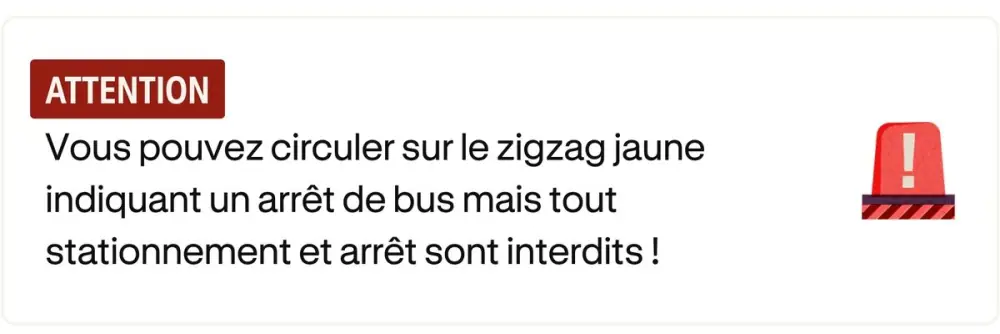 ATTENTION
Vous pouvez circuler sur le zigzag jaune
indiquant un arrêt de bus mais tout
stationnement et arrêt sont interdits !